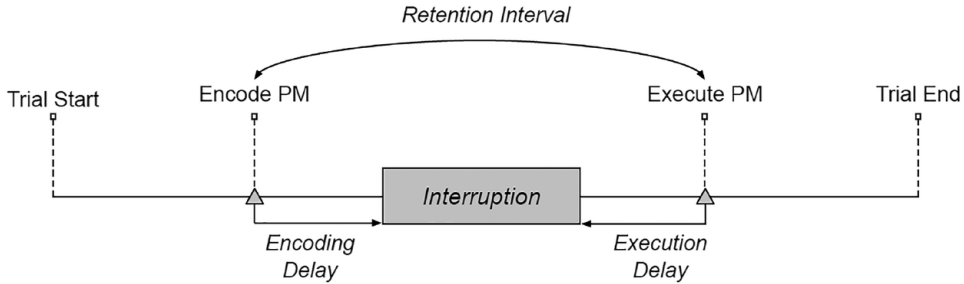 Retention Interval
Trial Start
Encode PM
Execute PM
Trial End
Interruption
Encoding
Delay
Execution
Delay